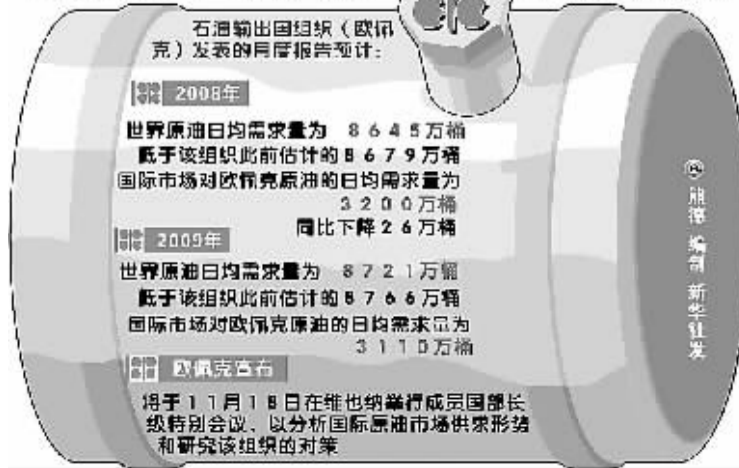 石油输出国组织（欧佩
克）发表的月度报告预计：
2008年
世界原油日均需求量为 8645万桶
低于该组织此前估计的8679万桶
国际市场对欧佩克原油的日均需求量为
3200万桶
同比下降26万桶
2009年
世界原油日均需求量为 8721万桶
低于该组织此前估计的8766万桶
国际市场对欧佩克原油的日均需求量为
3110万桶
欧佩克宣布
将于11月18日在维也纳举行成员国部长
级特别会议，以分析国际原油市场供求形势
和研究该组织的对策
编制 新华社发